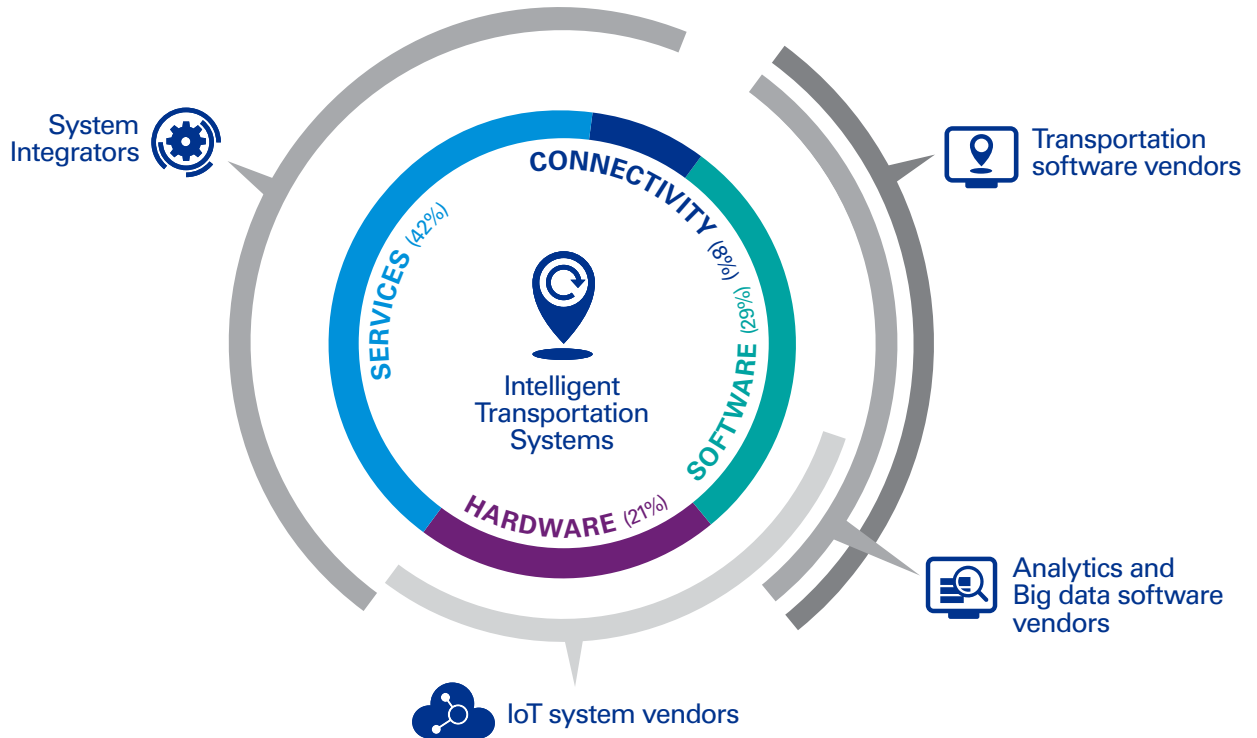 System
Integrators
Transportation
software vendors
CONNECTIVITY (8%)
SERVICES (42%)
SOFTWARE (29%)
HARDWARE (21%)
Intelligent
Transportation
Systems
Analytics and
Big data software
vendors
IoT system vendors